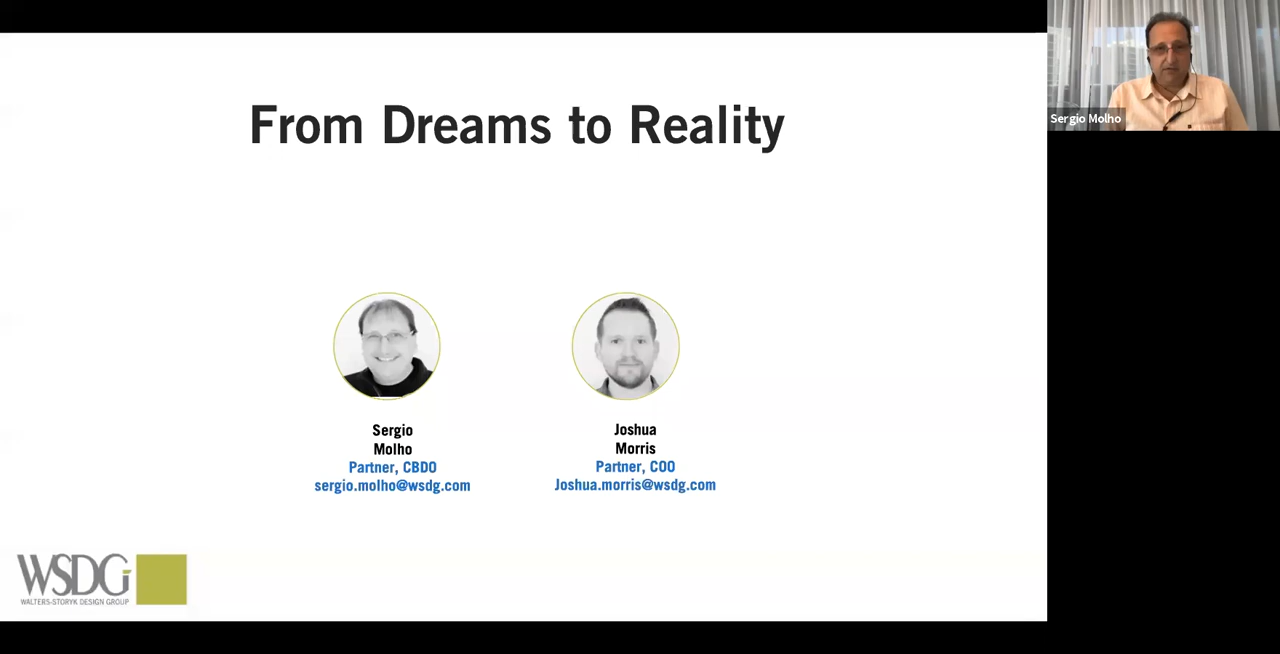 From Dreams to Reality
Sergio Molho
Sergio
Molho
Partner, CBDO
sergio.molho@wsdg.com
Joshua
Morris
Partner, COO
Joshua.morris@wsdg.com
WSDG
WALTERS-STORYK DESIGN GROUP